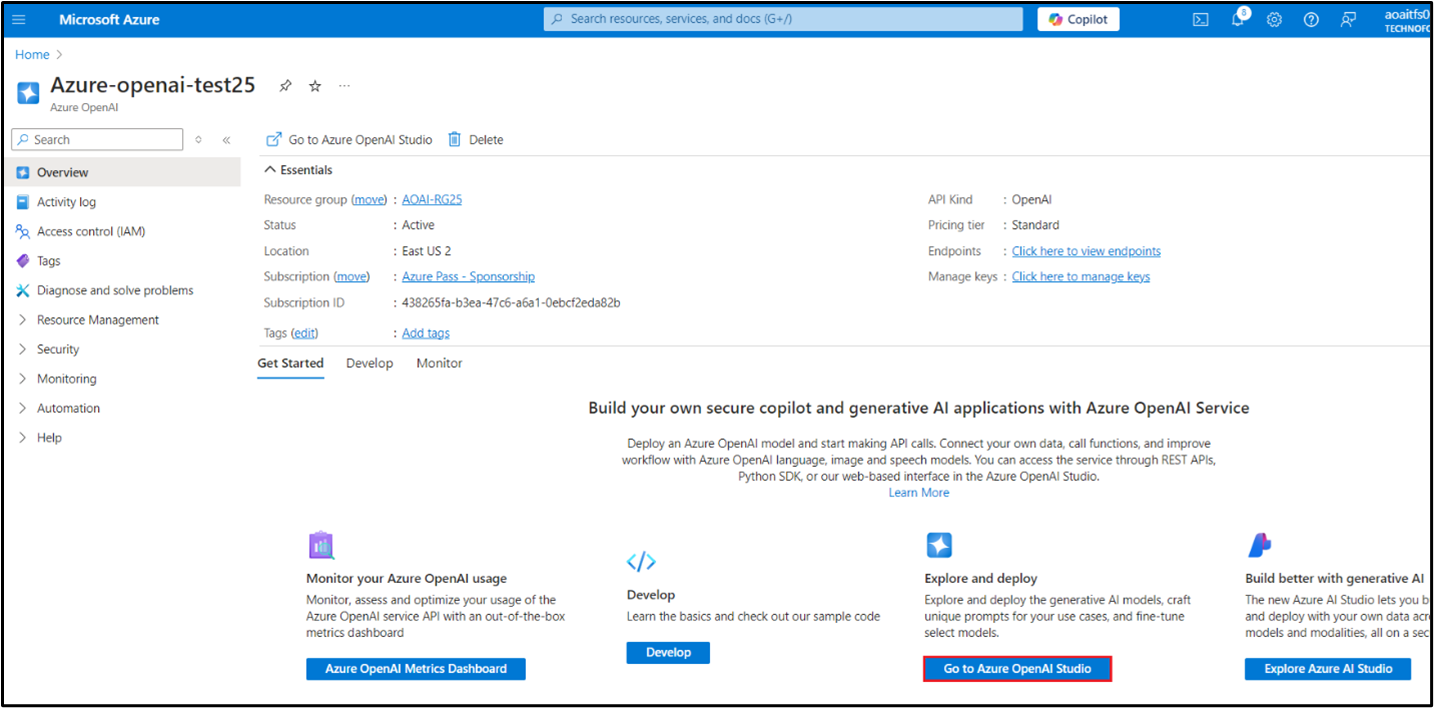 Microsoft Azure
Search resources, services, and docs (G+/)
Copilot
8
aoaitfs0
TECHNOFO
Home >
Azure-openai-test25
Azure OpenAI
Search
Go to Azure OpenAI Studio Delete
Overview
Activity log
Access control (IAM)
Tags
Diagnose and solve problems
Resource Management
Security
Monitoring
Automation
Help
Essentials
Resource group (move) : AOAI-RG25
Status : Active
Location : East US 2
Subscription (move) : Azure Pass - Sponsorship
Subscription ID : 438265fa-b3ea-47c6-a6a1-0ebcf2eda82b
Tags (edit) : Add tags
API Kind : OpenAI
Pricing tier : Standard
Endpoints : Click here to view endpoints
Manage keys : Click here to manage keys
Get Started Develop Monitor
Build your own secure copilot and generative AI applications with Azure OpenAI Service
Deploy an Azure OpenAI model and start making API calls. Connect your own data, call functions, and improve
workflow with Azure OpenAI language, image and speech models. You can access the service through REST APIs,
Python SDK, or our web-based interface in the Azure OpenAI Studio.
Learn More
Monitor your Azure OpenAI usage
Monitor, assess and optimize your usage of the
Azure OpenAI service API with an out-of-the-box
metrics dashboard
Azure OpenAI Metrics Dashboard
Develop
Learn the basics and check out our sample code
Develop
Explore and deploy
Explore and deploy the generative AI models, craft
unique prompts for your use cases, and fine-tune
select models.
Go to Azure OpenAI Studio
Build better with generative AI
The new Azure AI Studio lets you b
and deploy with your own data acr
models and modalities, all on a sec
Explore Azure AI Studio